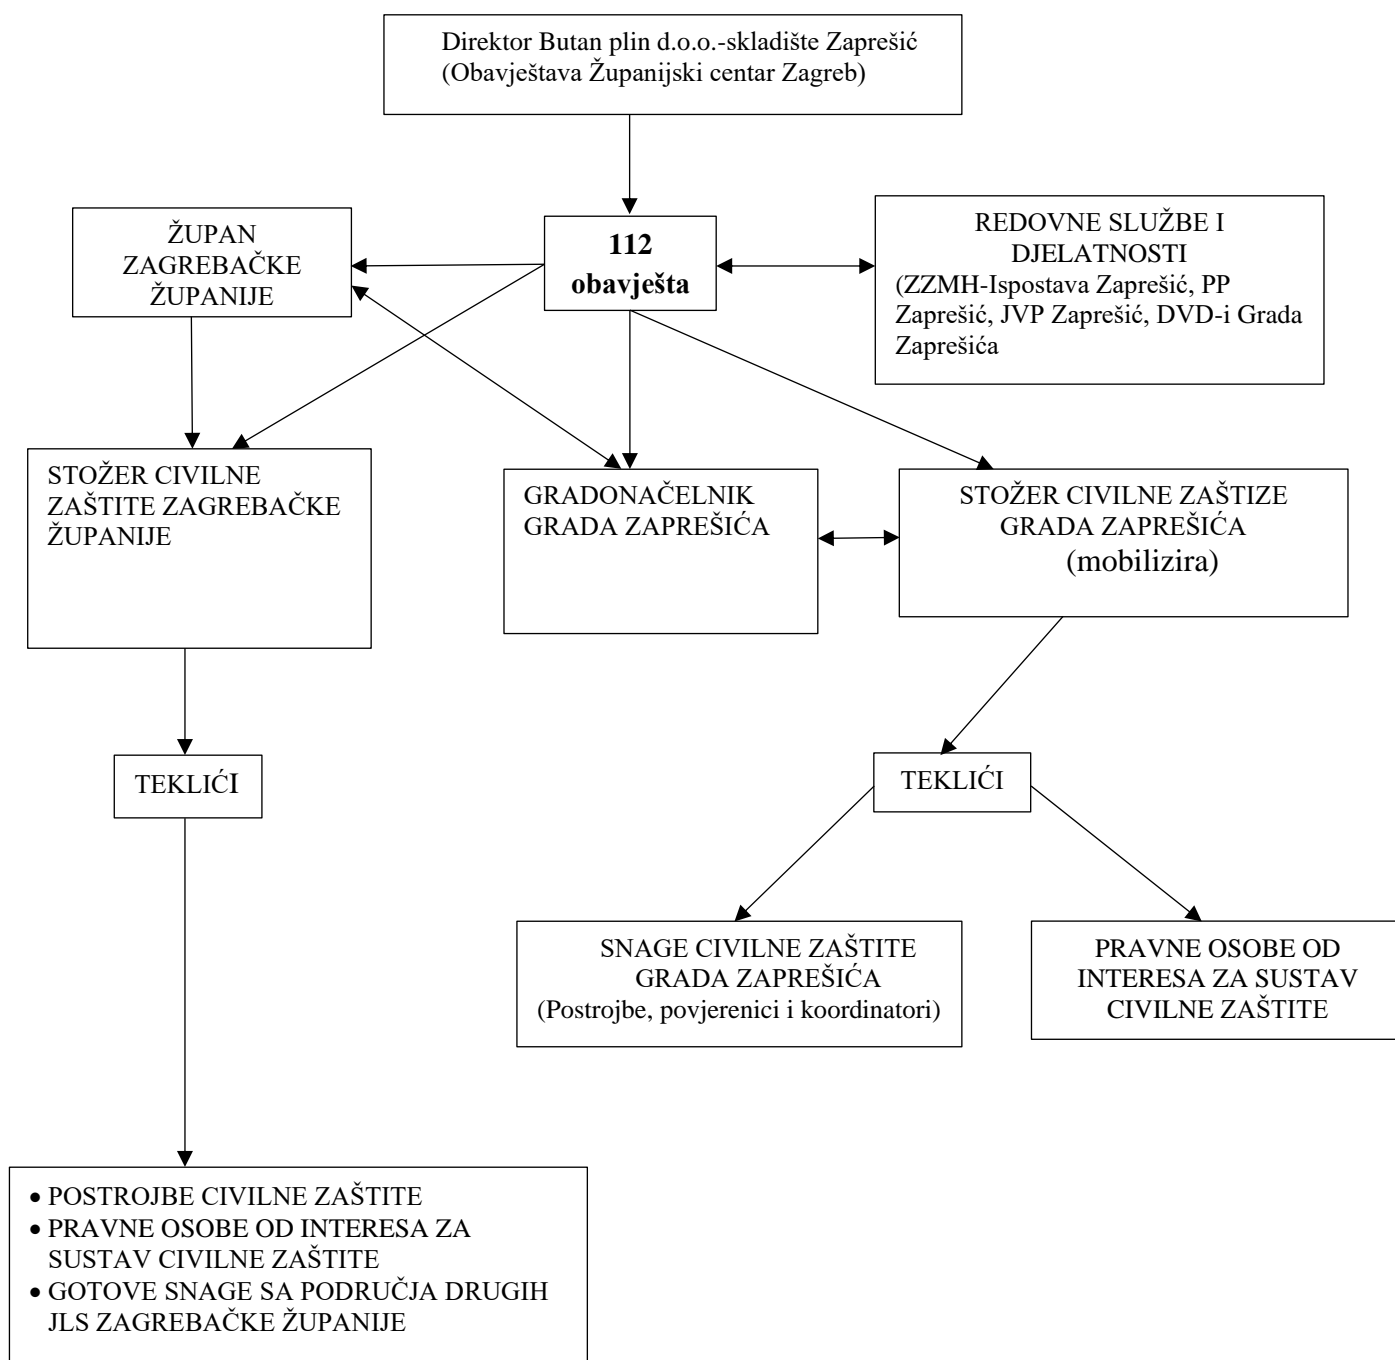 Direktor Butan plin d.o.o.-skladište Zaprešić
(Obavještava Županijski centar Zagreb)
ŽUPAN
ZAGREBAČKE
ŽUPANIJE
112
obavješta
REDOVNE SLUŽBE I
DJELATNOSTI
(ZZMH-Ispostava Zaprešić, PP
Zaprešić, JVP Zaprešić, DVD-i Grada
Zaprešića
STOŽER CIVILNE
ZAŠTITE ZAGREBAČKE
ŽUPANIJE
GRADONAČELNIK
GRADA ZAPREŠIĆA
STOŽER CIVILNE ZAŠTIZE
GRADA ZAPREŠIĆA
(mobilizira)
TEKLIĆI
TEKLIĆI
SNAGE CIVILNE ZAŠTITE
GRADA ZAPREŠIĆA
(Postrojbe, povjerenici i koordinatori)
PRAVNE OSOBE OD
INTERESA ZA SUSTAV
CIVILNE ZAŠTITE
• POSTROJBE CIVILNE ZAŠTITE
• PRAVNE OSOBE OD INTERESA ZA
SUSTAV CIVILNE ZAŠTITE
• GOTOVE SNAGE SA PODRUČJA DRUGIH
JLS ZAGREBAČKE ŽUPANIJE